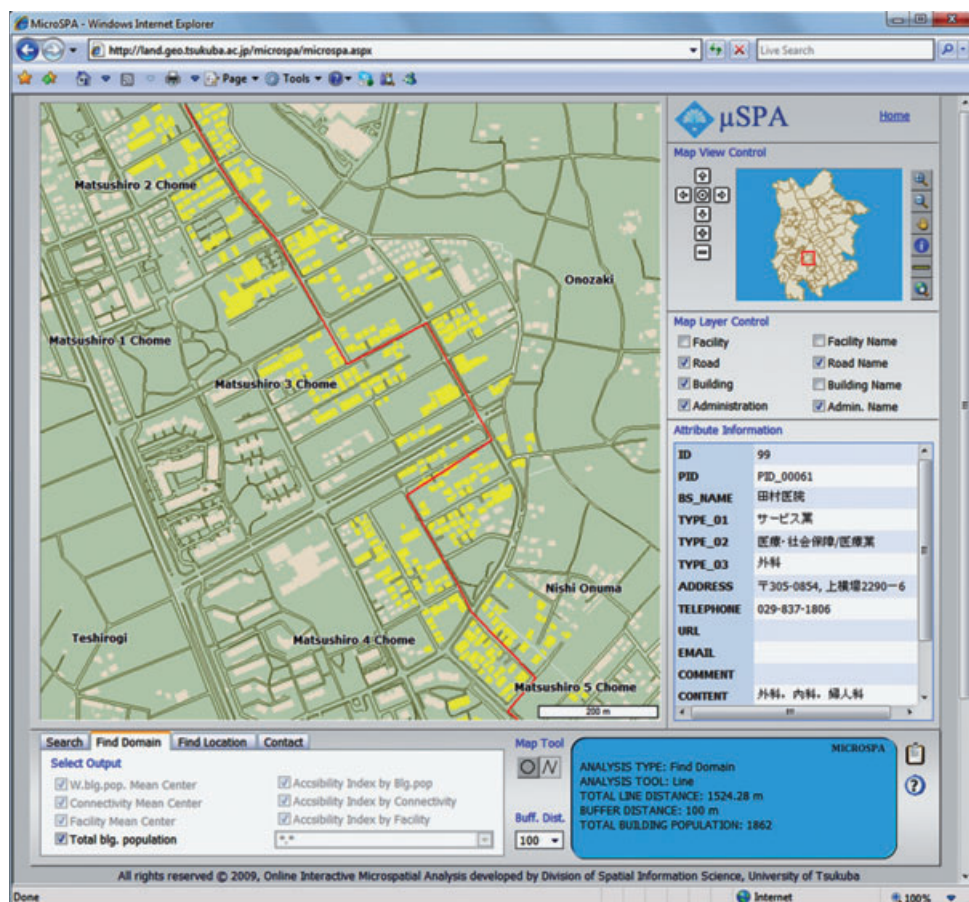 MicroSPA - Windows Internet Explorer
http://land.geo.tsukuba.ac.jp/microspa/microspa.aspx
Live Search
Page
Tools
µSPA
Home
Map View Control
Matsushiro 2 Chome
Onozaki
Matsushiro 1 Chome
Matsushiro 3 Chome
Nishi Onuma
Teshirogi
Matsushiro 4 Chome
Matsushiro 5 Chome
200 m
Map Layer Control
Facility
Facility Name
Road
Road Name
Building
Building Name
Administration
Admin. Name
Attribute Information
ID 99
PID PID_00061
BS_NAME 田村医院
TYPE_01 サービス業
TYPE_02 医療・社会保障/医療業
TYPE_03 外科
ADDRESS 〒305-0854, 上横場2290－6
TELEPHONE 029-837-1806
URL
EMAIL
COMMENT
CONTENT 外科，内科，婦人科
Search
Find Domain
Find Location
Contact
Select Output
W.blg.pop. Mean Center
Accsibility Index by Blg.pop
Connectivity Mean Center
Accsibility Index by Connectivity
Facility Mean Center
Accsibility Index by Facility
Total blg. population
*.*
Map Tool
Buff. Dist.
100
MICROSPA
ANALYSIS TYPE: Find Domain
ANALYSIS TOOL: Line
TOTAL LINE DISTANCE: 1524.28 m
BUFFER DISTANCE: 100 m
TOTAL BUILDING POPULATION: 1862
All rights reserved © 2009, Online Interactive Microspatial Analysis developed by Division of Spatial Information Science, University of Tsukuba
Done
Internet
100%